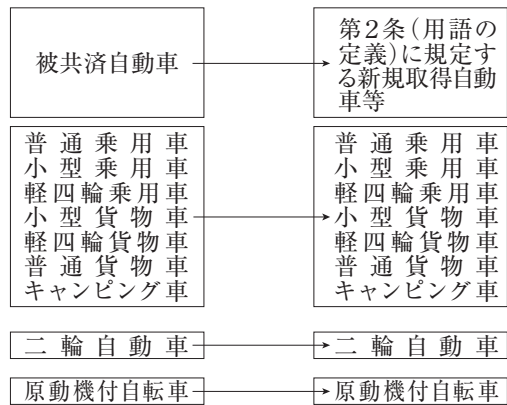 被共済自動車
第2条（用語の
定義）に規定す
る新規取得自動
車等
普通乗用車
小型乗用車
軽四輪乗用車
小型貨物車
軽四輪貨物車
普通貨物車
キャンピング車
普通乗用車
小型乗用車
軽四輪乗用車
小型貨物車
軽四輪貨物車
普通貨物車
キャンピング車
二輪自動車
二輪自動車
原動機付自転車
原動機付自転車